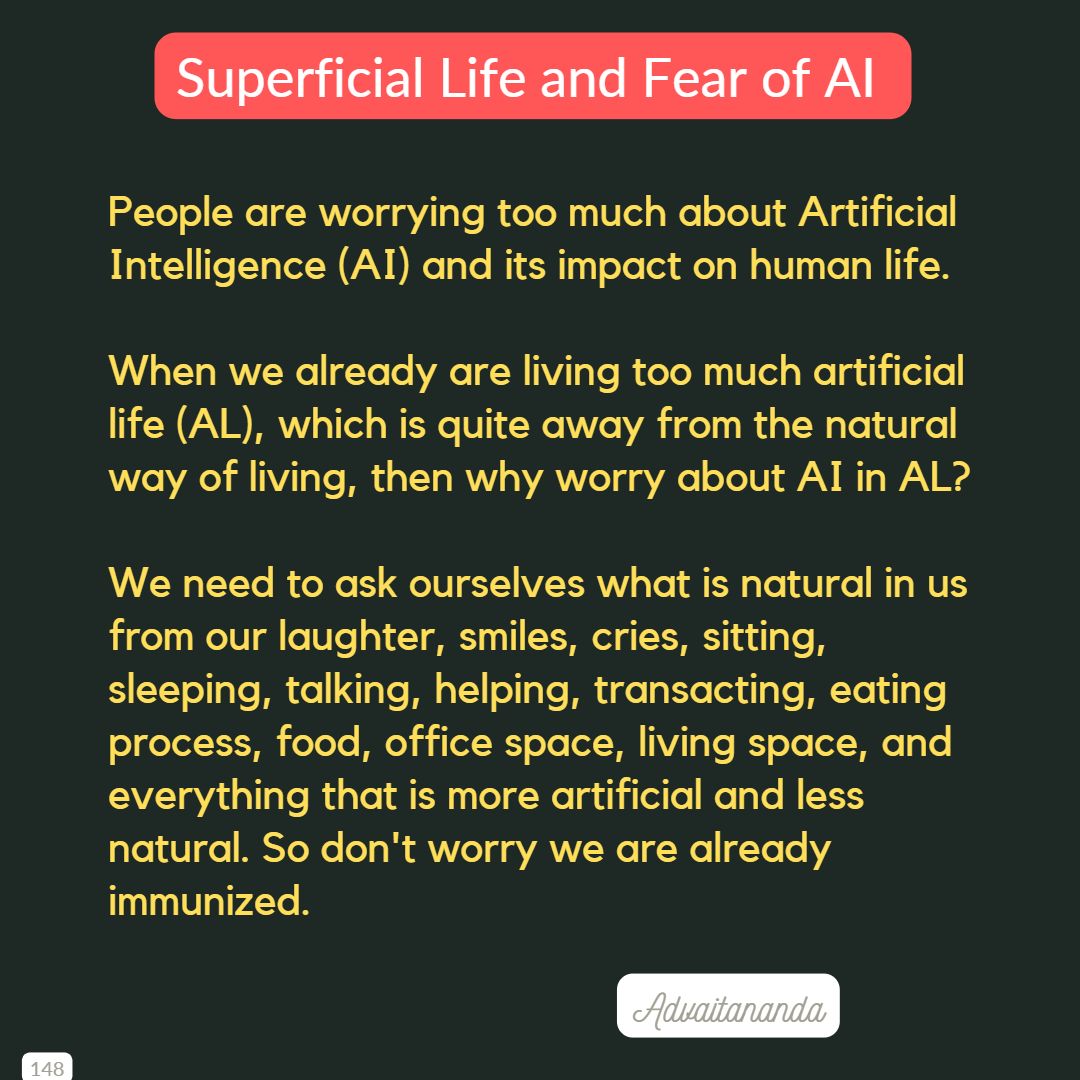 Superficial Life and Fear of AI
People are worrying too much about Artificial
Intelligence (AI) and its impact on human life.
When we already are living too much artificial
life (AL), which is quite away from the natural
way of living, then why worry about AI in AL?
We need to ask ourselves what is natural in us
from our laughter, smiles, cries, sitting,
sleeping, talking, helping, transacting, eating
process, food, office space, living space, and
everything that is more artificial and less
natural. So don't worry we are already
immunized.
Advaitananda
148